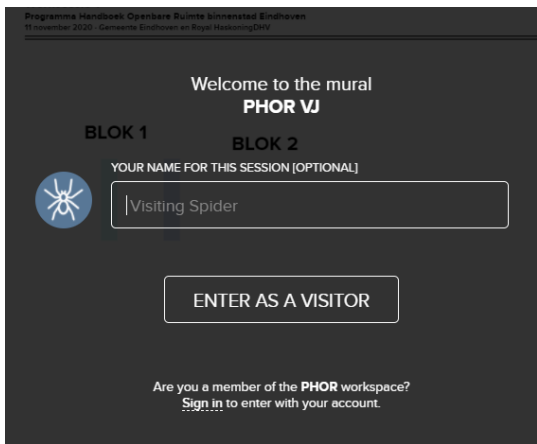 Programma Handboek Openbare Ruimte binnenstad Eindhoven
11 november 2020 - Gemeente Eindhoven en Royal HaskoningDHV
Welcome to the mural
PHOR VJ
BLOK 1
BLOK 2
YOUR NAME FOR THIS SESSION [OPTIONAL]
Visiting Spider
ENTER AS A VISITOR
Are you a member of the PHOR workspace?
Sign in to enter with your account.